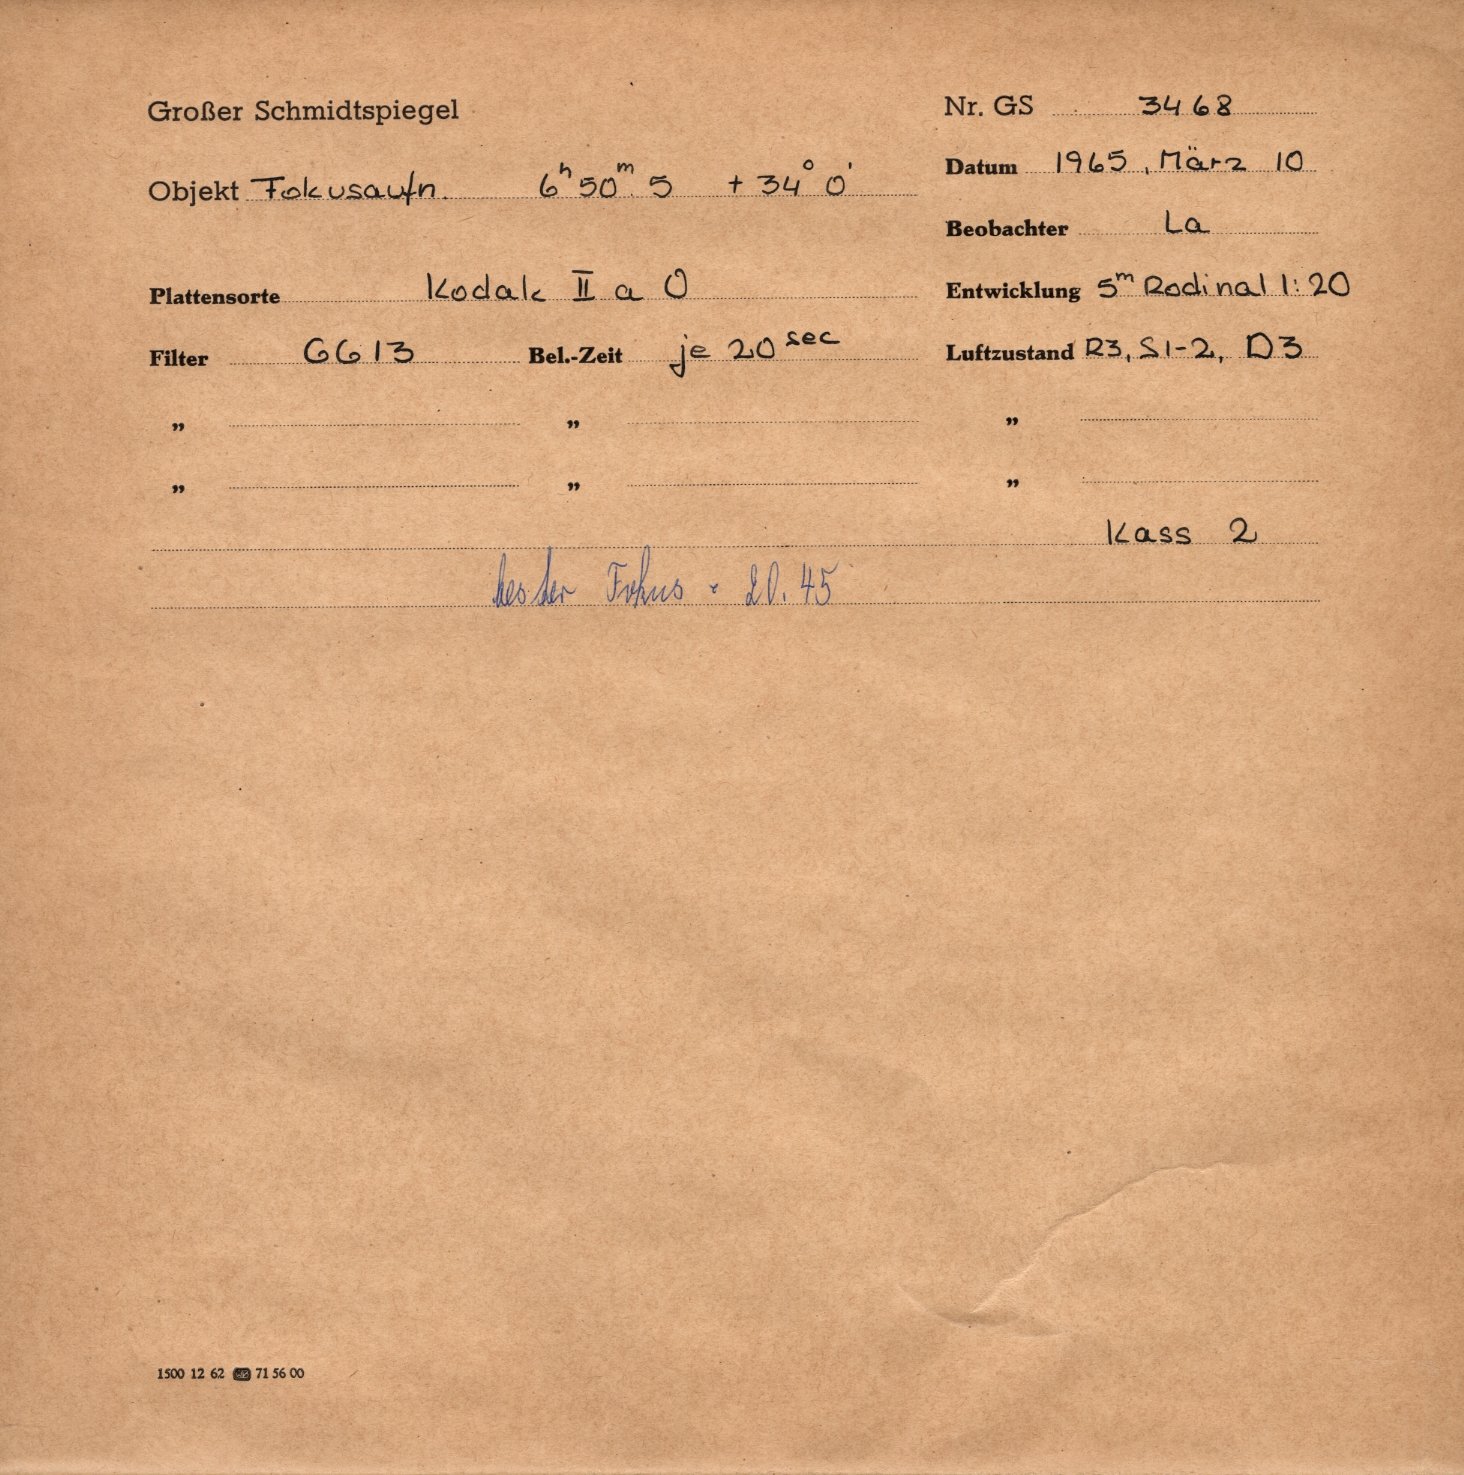 Großer Schmidtspiegel
Nr. GS 3468
Objekt Fokusaufn. 6h 50m. 5 + 34° 0'
Datum 1965, März 10
Beobachter La
Plattensorte Kodak II a O
Entwicklung 5m Rodinal 1:20
Filter GG13 Bel.-Zeit je 20 sec
Luftzustand R3, S1-2, D3
„ „ „
„ „ „
Kass 2
bester Fokus = 20.45
1500 12 62 71 56 00